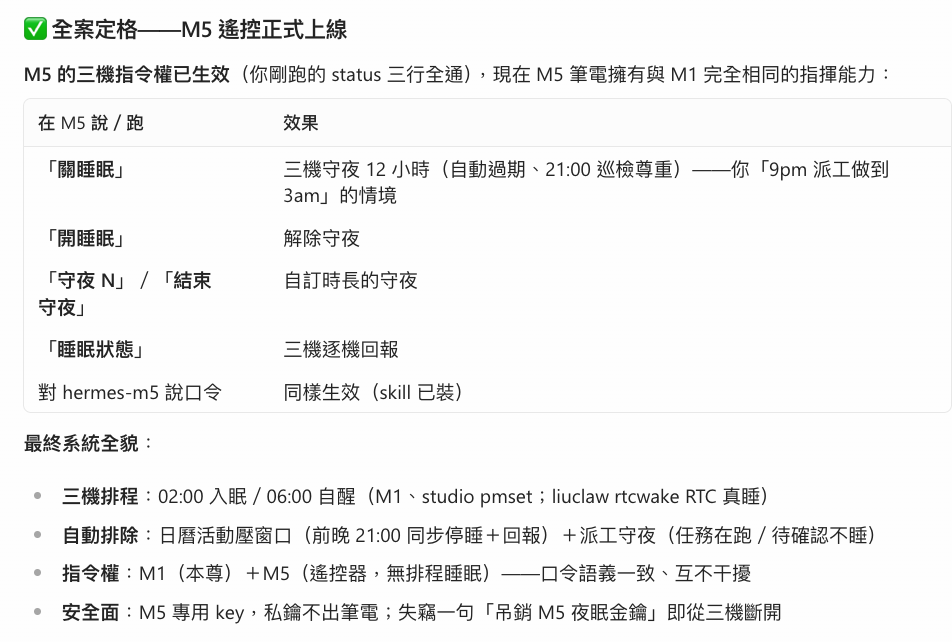 ✅ 全案定格——M5 遙控正式上線
M5 的三機指令權已生效（你剛跑的 status 三行全通），現在 M5 筆電擁有與 M1 完全相同的指揮能力：
在 M5 說 / 跑
效果
「關睡眠」
三機守夜 12 小時（自動過期、21:00 巡檢尊重）——你「9pm 派工做到
3am」的情境
「開睡眠」
解除守夜
「守夜 N」 / 「結束
守夜」
自訂時長的守夜
「睡眠狀態」
三機逐機回報
對 hermes-m5 說口令
同樣生效（skill 已裝）
最終系統全貌：
• 三機排程：02:00 入眠 / 06:00 自醒（M1、studio pmset；liuclaw rtcwake RTC 真睡）
• 自動排除：日曆活動壓窗口（前晚 21:00 同步停睡＋回報）＋派工守夜（任務在跑 / 待確認不睡）
• 指令權：M1（本尊）＋M5（遙控器，無排程睡眠）——口令語義一致、互不干擾
• 安全面：M5 專用 key，私鑰不出筆電；失竊一句「吊銷 M5 夜眠金鑰」即從三機斷開